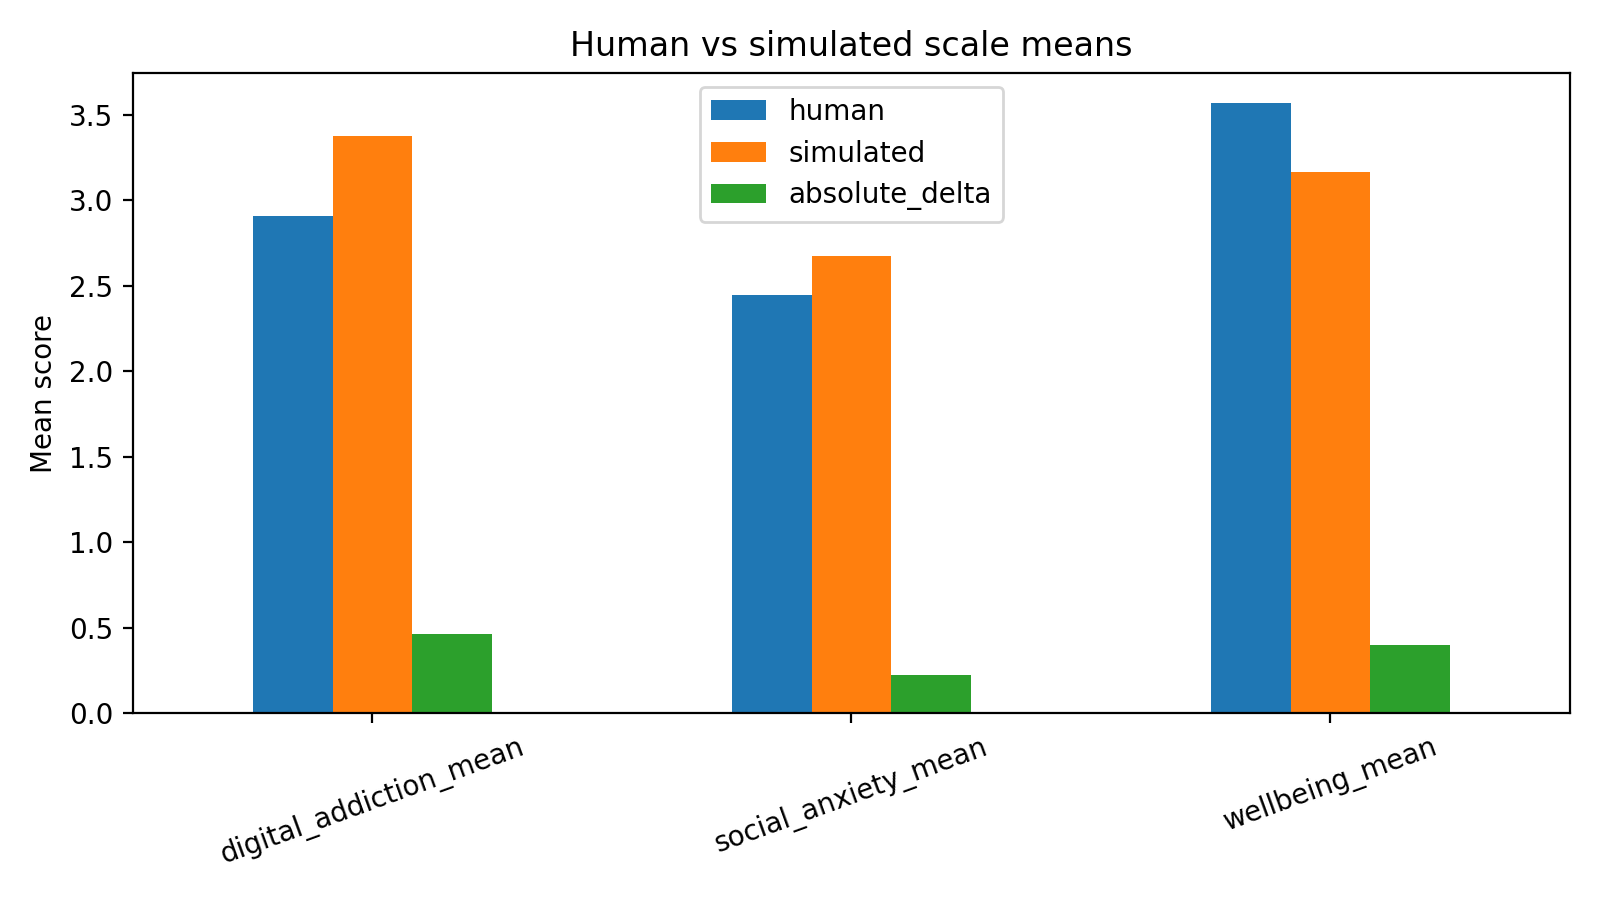 Human vs simulated scale means
human
simulated
absolute_delta
Mean score
3.5
3.0
2.5
2.0
1.5
1.0
0.5
0.0
digital_addiction_mean
social_anxiety_mean
wellbeing_mean